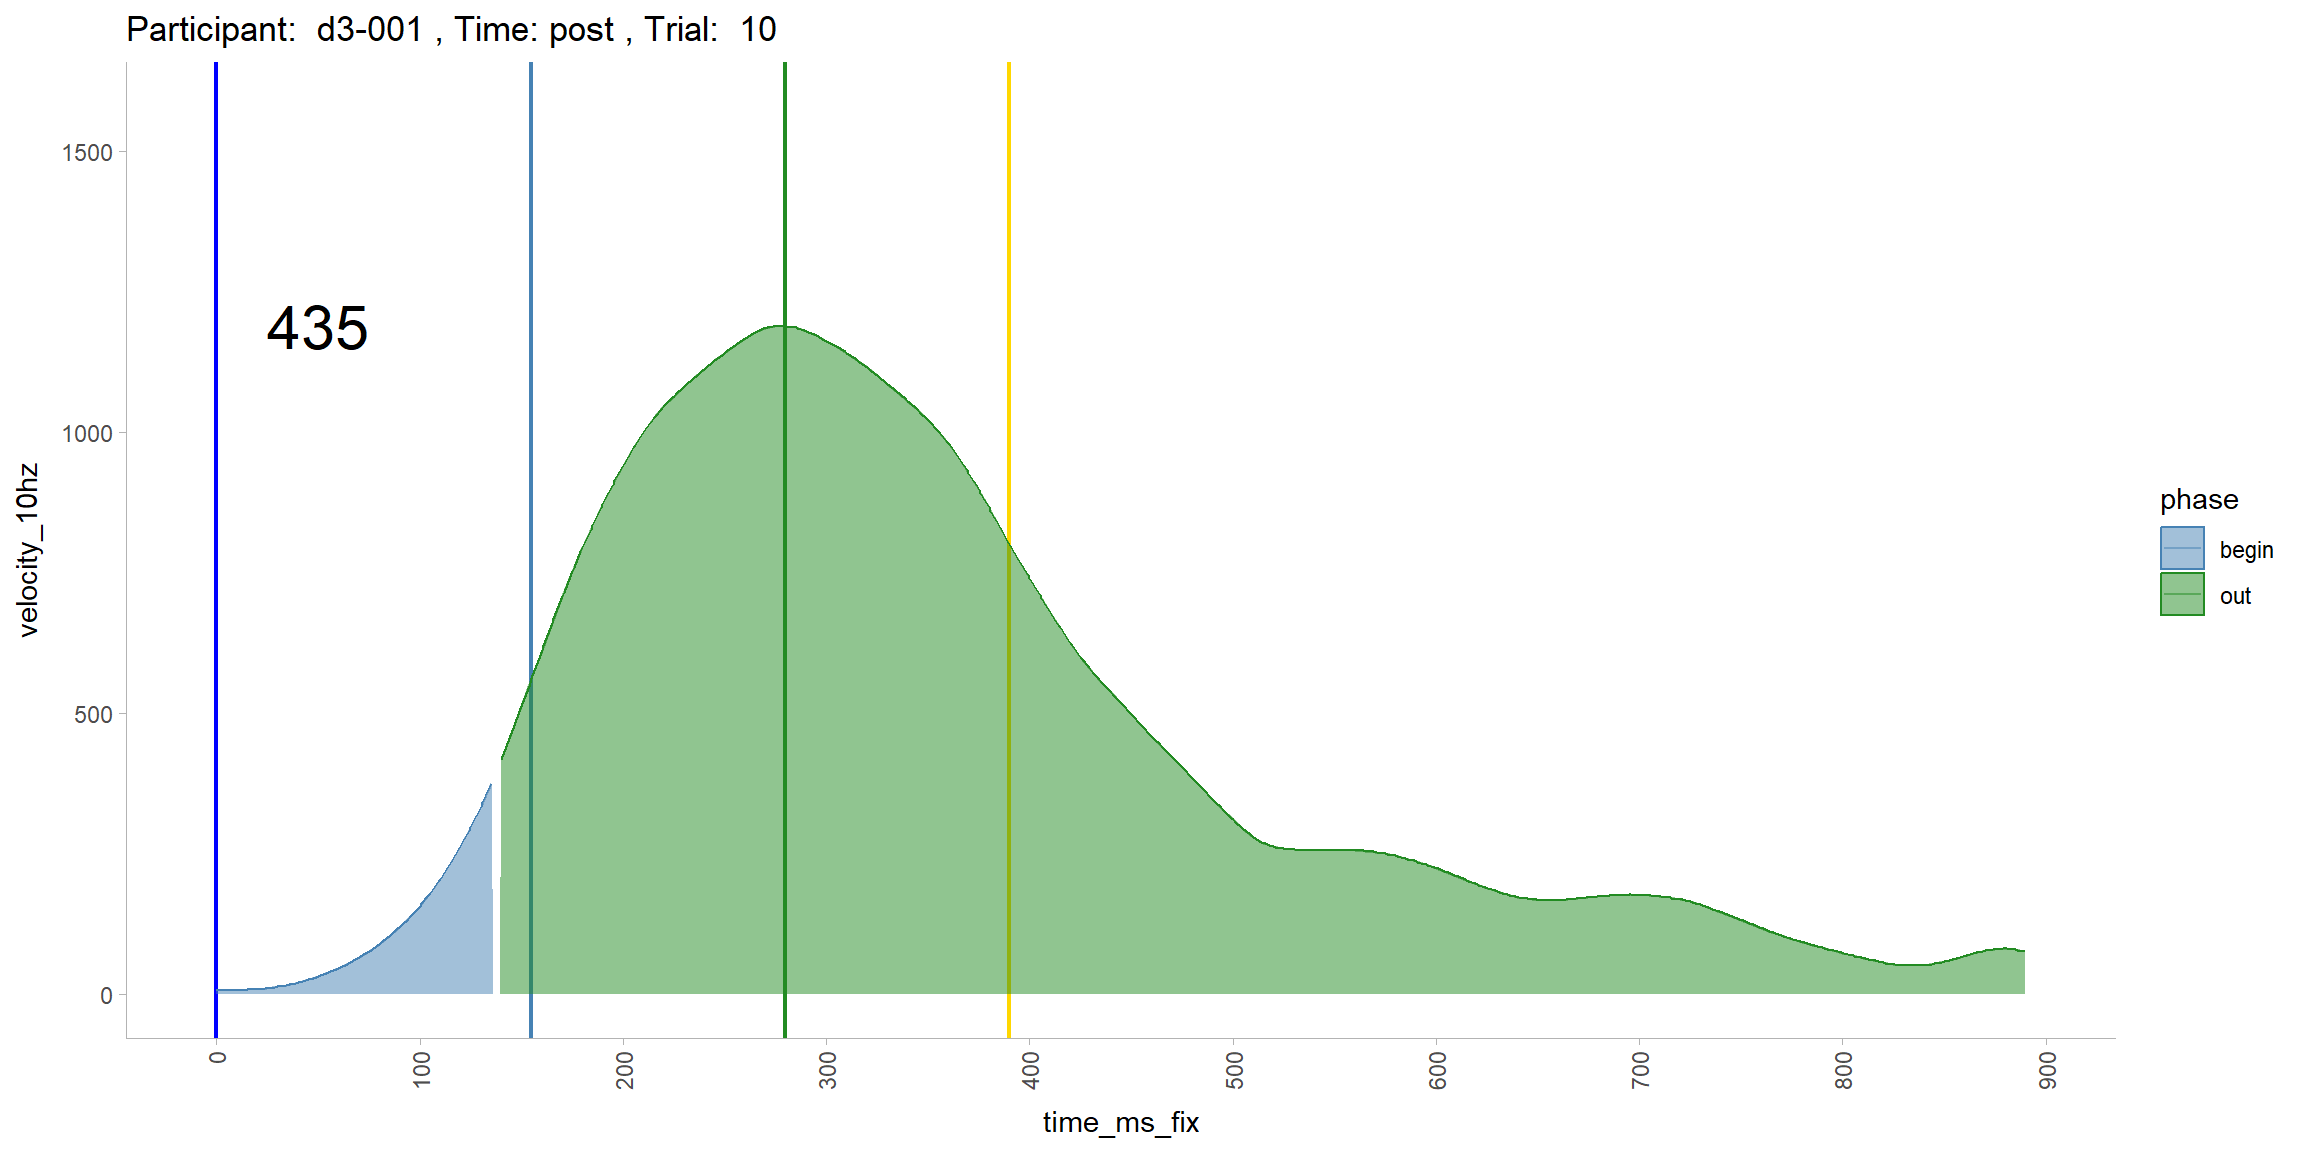 Participant:  d3-001 , Time: post , Trial:  10
1500
435
1000
velocity_10hz
500
0
phase
begin
out
0 100 200 300 400 500 600 700 800 900
time_ms_fix